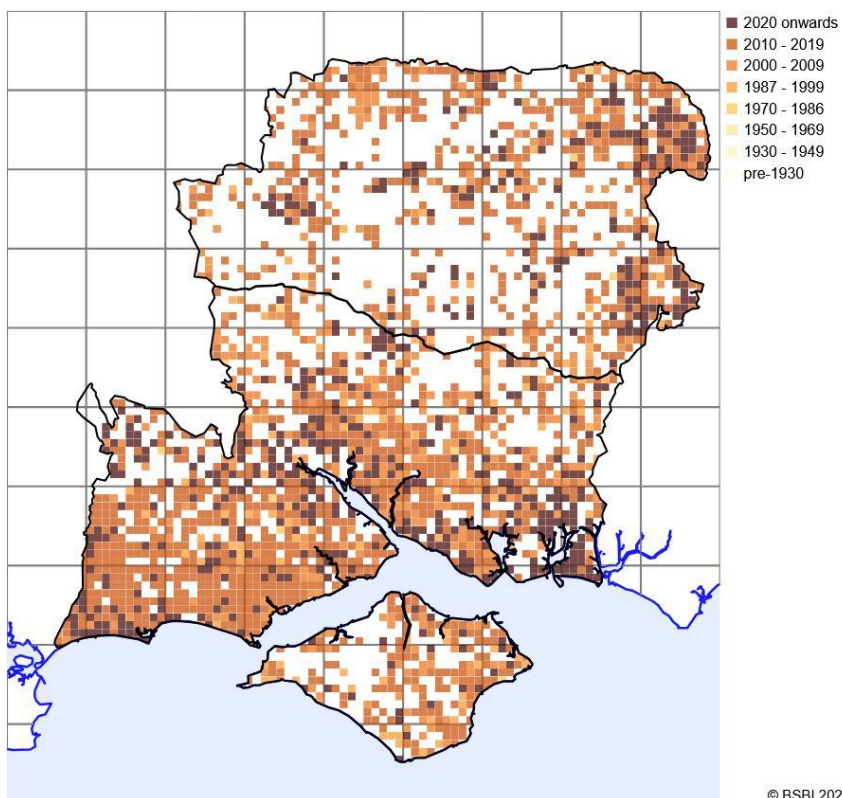 2020 onwards
2010 - 2019
2000 - 2009
1987 - 1999
1970 - 1986
1950 - 1969
1930 - 1949
pre-1930
© BSBI 202